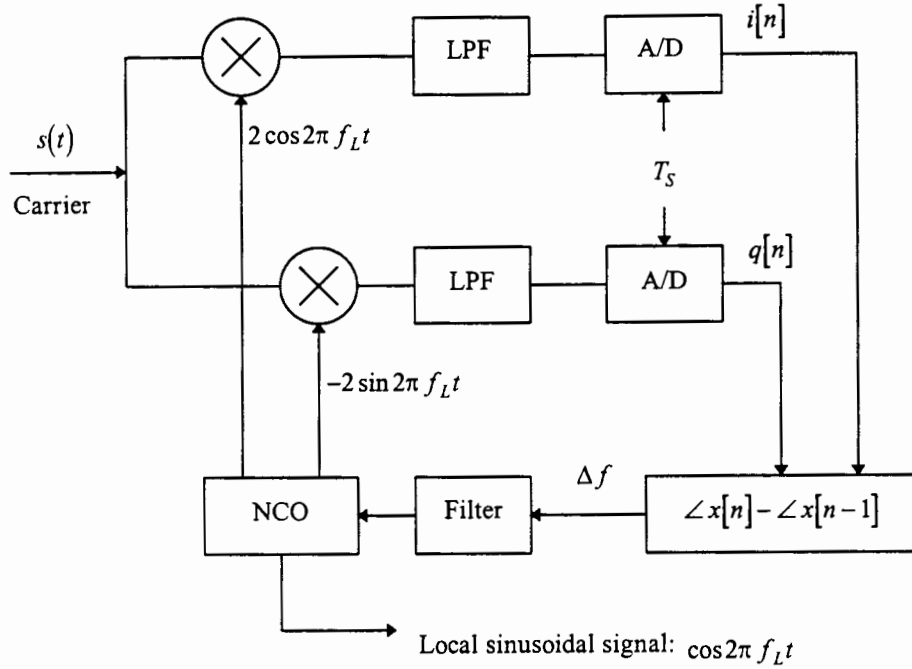 i[n]
LPF
A/D
s(t)
2 cos 2π f_L t
Carrier
T_S
q[n]
LPF
A/D
−2 sin 2π f_L t
Δf
NCO
Filter
∠x[n] − ∠x[n−1]
Local sinusoidal signal: cos 2π f_L t